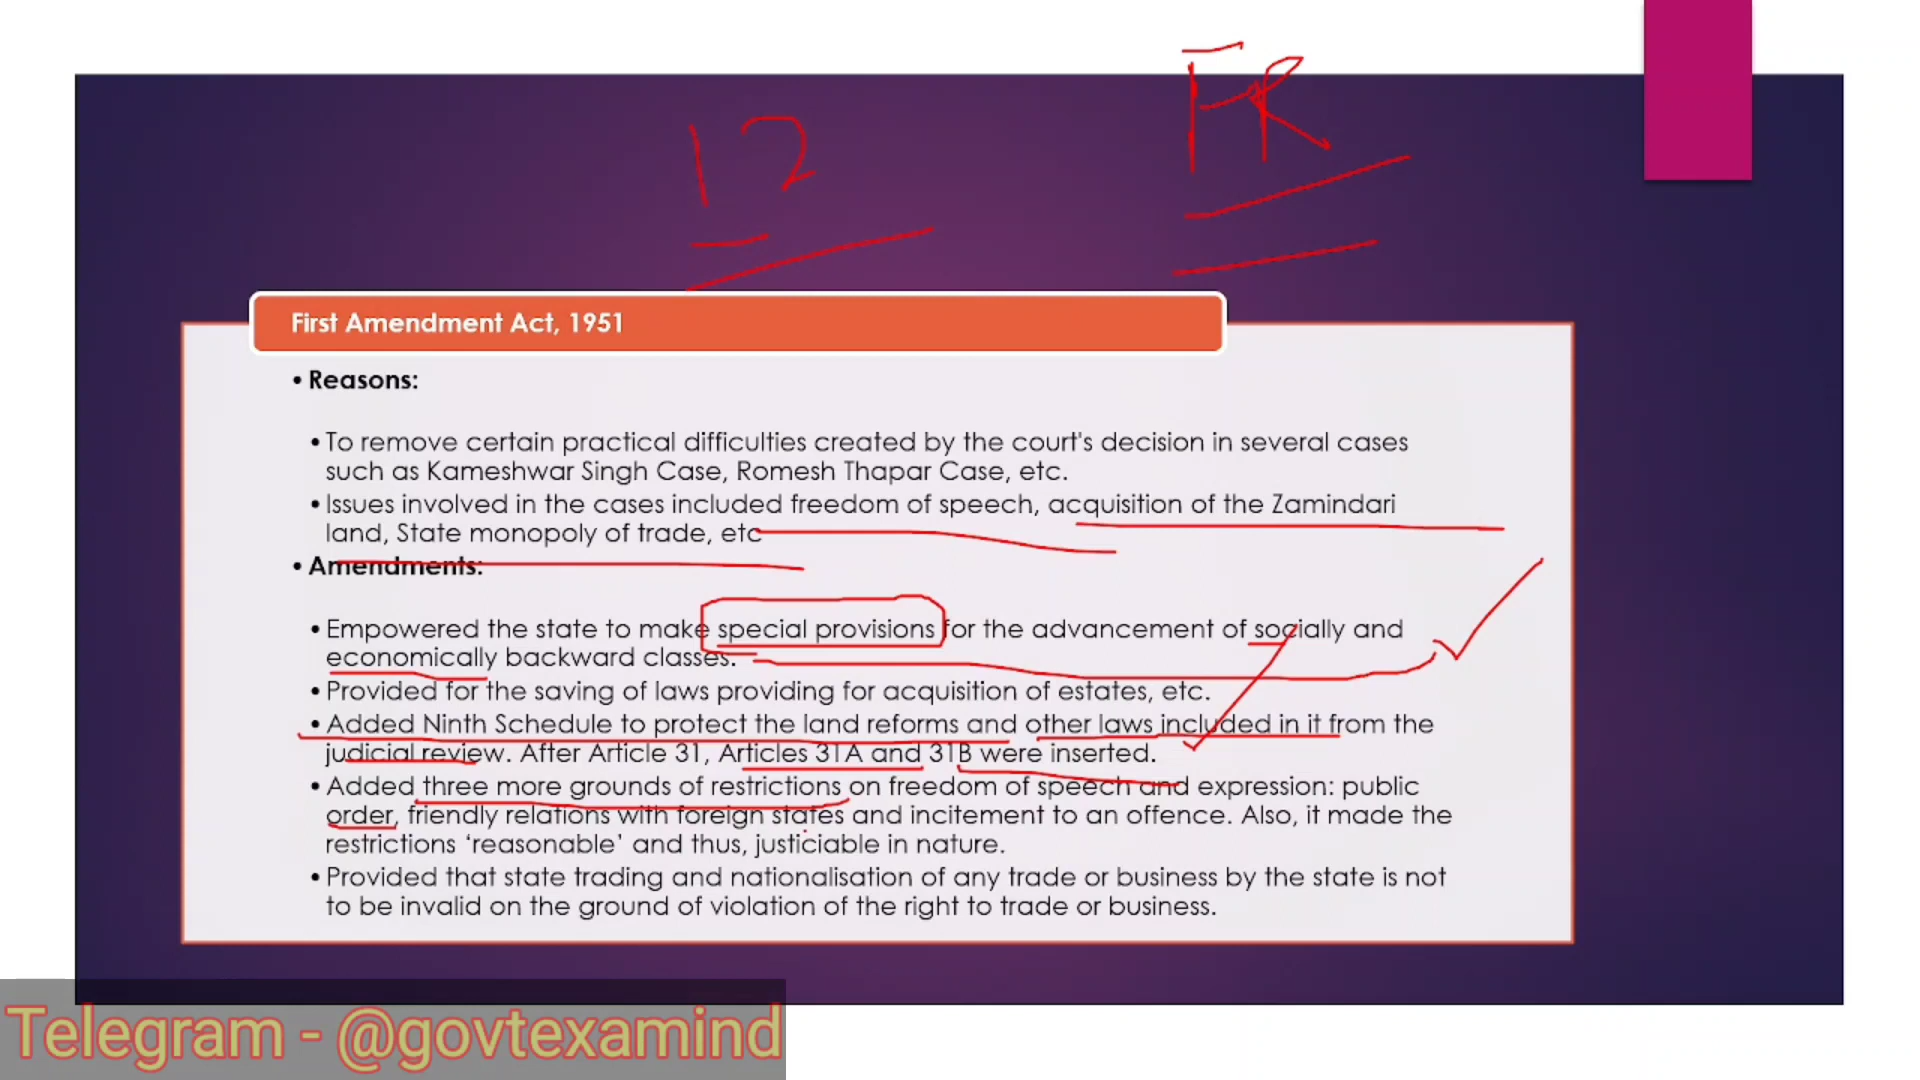 12
FR
First Amendment Act, 1951
• Reasons:
• To remove certain practical difficulties created by the court's decision in several cases
such as Kameshwar Singh Case, Romesh Thapar Case, etc.
• Issues involved in the cases included freedom of speech, acquisition of the Zamindari
land, State monopoly of trade, etc
• Amendments:
• Empowered the state to make special provisions for the advancement of socially and
economically backward classes.
• Provided for the saving of laws providing for acquisition of estates, etc.
• Added Ninth Schedule to protect the land reforms and other laws included in it from the
judicial review. After Article 31, Articles 31A and 31B were inserted.
• Added three more grounds of restrictions on freedom of speech and expression: public
order, friendly relations with foreign states and incitement to an offence. Also, it made the
restrictions ‘reasonable’ and thus, justiciable in nature.
• Provided that state trading and nationalisation of any trade or business by the state is not
to be invalid on the ground of violation of the right to trade or business.
Telegram - @govtexamind